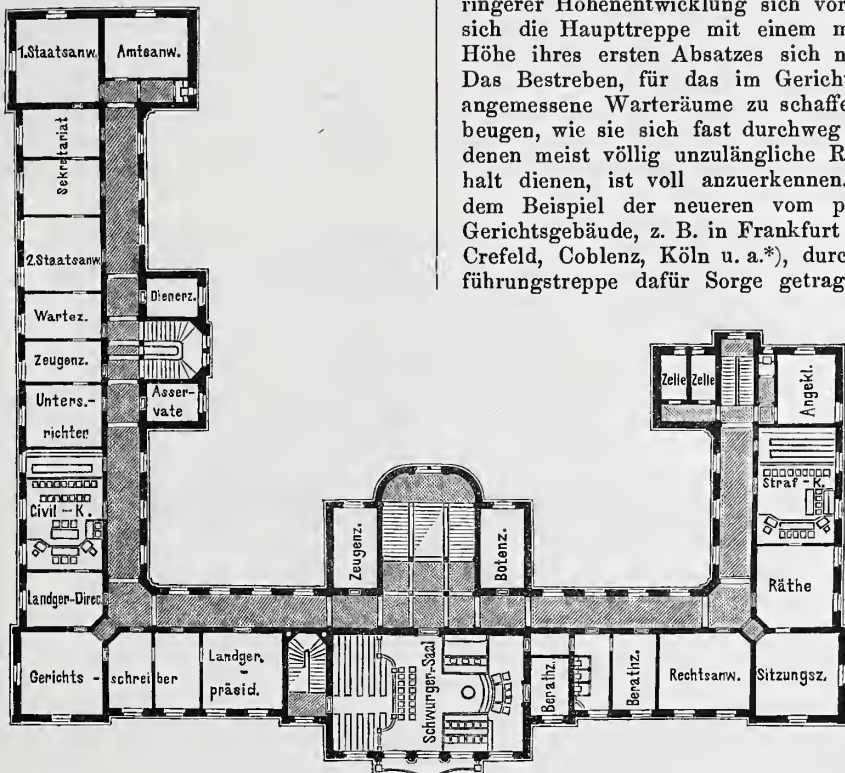 ringerer Höhenentwicklung sich vor
sich die Haupttreppe mit einem m
Höhe ihres ersten Absatzes sich n
Das Bestreben, für das im Gericht
angemessene Warteräume zu schaffe
beugen, wie sie sich fast durchweg
denen meist völlig unzulängliche R
halt dienen, ist voll anzuerkennen.
dem Beispiel der neueren vom p
Gerichtsgebäude, z. B. in Frankfurt
Crefeld, Coblenz, Köln u. a.*), durc
führungstreppe dafür Sorge getrag
1. Staatsanw.
Amtsanw.
Sekretariat
2. Staatsanw.
Dienerz.
Wartez.
Zeugenz.
Asser-
vate
Unters.-
richter
Civil-K.
Landger.-Direc.
Gerichts-
schreiber
Landger.
-
präsid.
Zeugenz.
Botenz.
Schwurger.-Saal
Berathz.
Berathz.
Rechtsanw.
Sitzungsz.
Räthe
Straf-K.
Angekl.
Zelle
Zelle